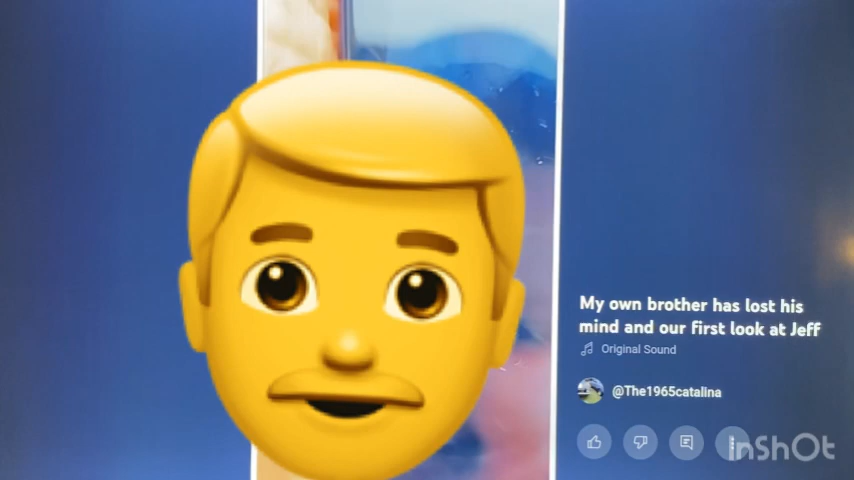 My own brother has lost his
mind and our first look at Jeff
Original Sound
@The1965catalina
InShOt